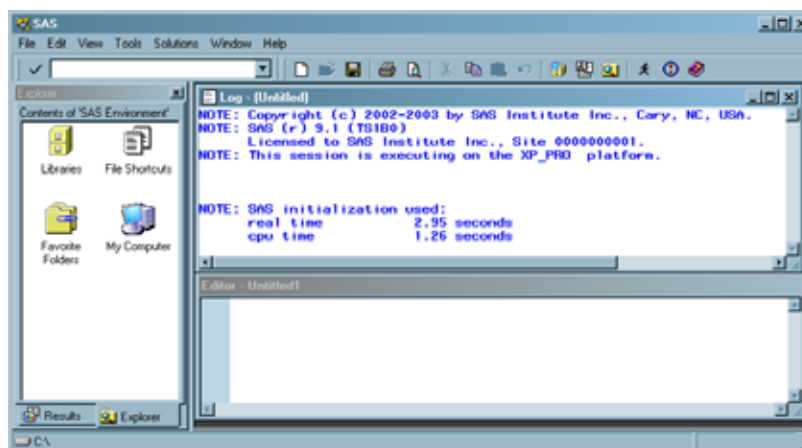 SAS
File Edit View Tools Solutions Window Help
Explorer
Contents of 'SAS Environment'
Libraries
File Shortcuts
Favorite
Folders
My Computer
Results
Explorer
Log - (Untitled)
NOTE: Copyright (c) 2002-2003 by SAS Institute Inc., Cary, NC, USA.
NOTE: SAS (r) 9.1 (TS1B0)
Licensed to SAS Institute Inc., Site 0000000001.
NOTE: This session is executing on the XP_PRO platform.
NOTE: SAS initialization used:
real time 2.95 seconds
cpu time 1.26 seconds
Editor - Untitled1
C:\